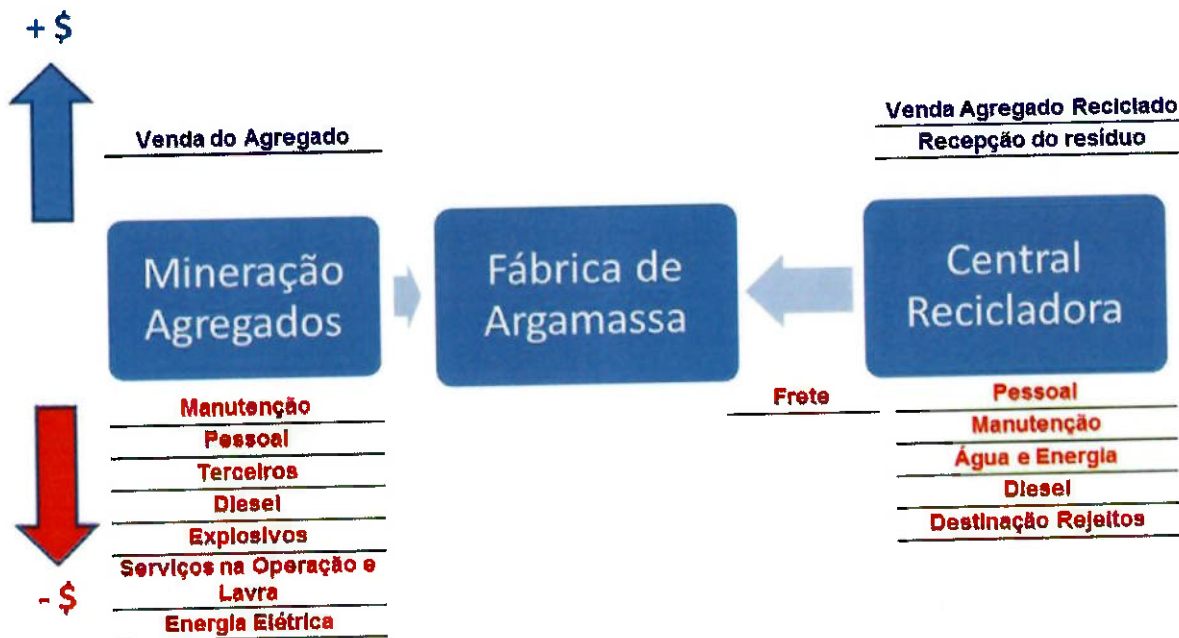 + $
Venda do Agregado
Venda Agregado Reciclado
Recepção do resíduo
Mineração
Agregados
Fábrica de
Argamassa
Central
Recicladora
Manutenção
Pessoal
Terceiros
Diesel
Explosivos
Serviços na Operação e
Lavra
Energia Elétrica
Frete
Pessoal
Manutenção
Água e Energia
Diesel
Destinação Rejeitos
- $